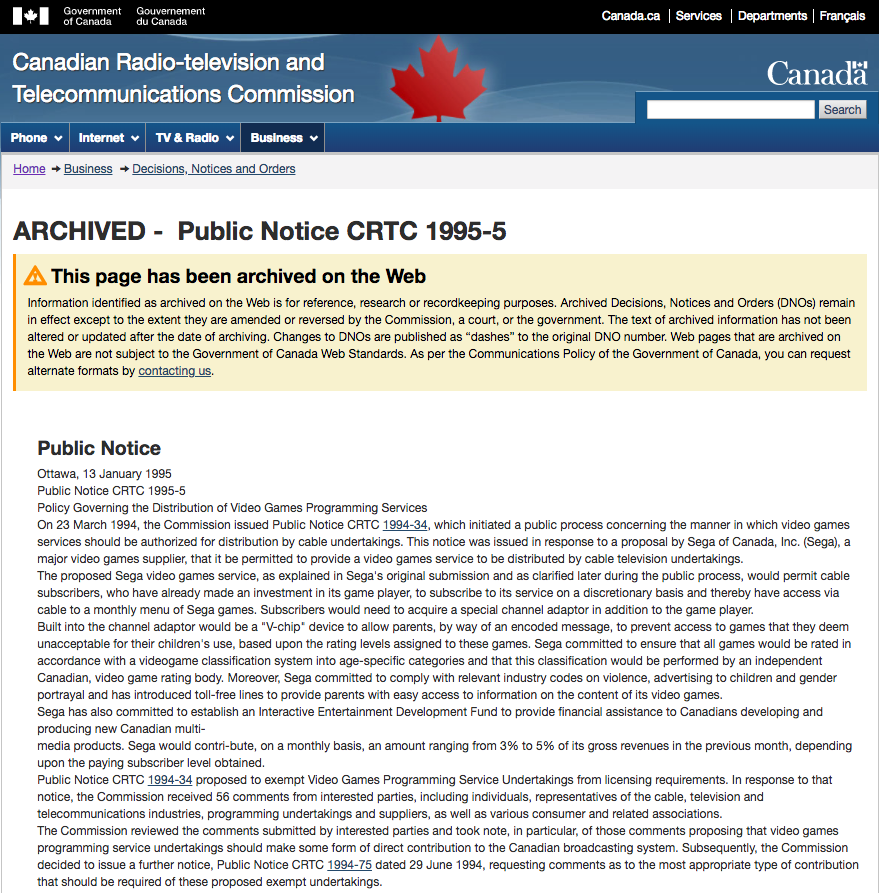 Government of Canada
Gouvernement du Canada
Canada.ca | Services | Departments | Français
Canadian Radio-television and
Telecommunications Commission
Canada
Search
Phone
Internet
TV & Radio
Business
Home → Business → Decisions, Notices and Orders
ARCHIVED - Public Notice CRTC 1995-5
This page has been archived on the Web
Information identified as archived on the Web is for reference, research or recordkeeping purposes. Archived Decisions, Notices and Orders (DNOs) remain
in effect except to the extent they are amended or reversed by the Commission, a court, or the government. The text of archived information has not been
altered or updated after the date of archiving. Changes to DNOs are published as “dashes” to the original DNO number. Web pages that are archived on
the Web are not subject to the Government of Canada Web Standards. As per the Communications Policy of the Government of Canada, you can request
alternate formats by contacting us.
Public Notice
Ottawa, 13 January 1995
Public Notice CRTC 1995-5
Policy Governing the Distribution of Video Games Programming Services
On 23 March 1994, the Commission issued Public Notice CRTC 1994-34, which initiated a public process concerning the manner in which video games
services should be authorized for distribution by cable undertakings. This notice was issued in response to a proposal by Sega of Canada, Inc. (Sega), a
major video games supplier, that it be permitted to provide a video games service to be distributed by cable television undertakings.
The proposed Sega video games service, as explained in Sega's original submission and as clarified later during the public process, would permit cable
subscribers, who have already made an investment in its game player, to subscribe to its service on a discretionary basis and thereby have access via
cable to a monthly menu of Sega games. Subscribers would need to acquire a special channel adaptor in addition to the game player.
Built into the channel adaptor would be a "V-chip" device to allow parents, by way of an encoded message, to prevent access to games that they deem
unacceptable for their children's use, based upon the rating levels assigned to these games. Sega committed to ensure that all games would be rated in
accordance with a videogame classification system into age-specific categories and that this classification would be performed by an independent
Canadian, video game rating body. Moreover, Sega committed to comply with relevant industry codes on violence, advertising to children and gender
portrayal and has introduced toll-free lines to provide parents with easy access to information on the content of its video games.
Sega has also committed to establish an Interactive Entertainment Development Fund to provide financial assistance to Canadians developing and
producing new Canadian multi-
media products. Sega would contri-bute, on a monthly basis, an amount ranging from 3% to 5% of its gross revenues in the previous month, depending
upon the paying subscriber level obtained.
Public Notice CRTC 1994-34 proposed to exempt Video Games Programming Service Undertakings from licensing requirements. In response to that
notice, the Commission received 56 comments from interested parties, including individuals, representatives of the cable, television and
telecommunications industries, programming undertakings and suppliers, as well as various consumer and related associations.
The Commission reviewed the comments submitted by interested parties and took note, in particular, of those comments proposing that video games
programming service undertakings should make some form of direct contribution to the Canadian broadcasting system. Subsequently, the Commission
decided to issue a further notice, Public Notice CRTC 1994-75 dated 29 June 1994, requesting comments as to the most appropriate type of contribution
that should be required of these proposed exempt undertakings.